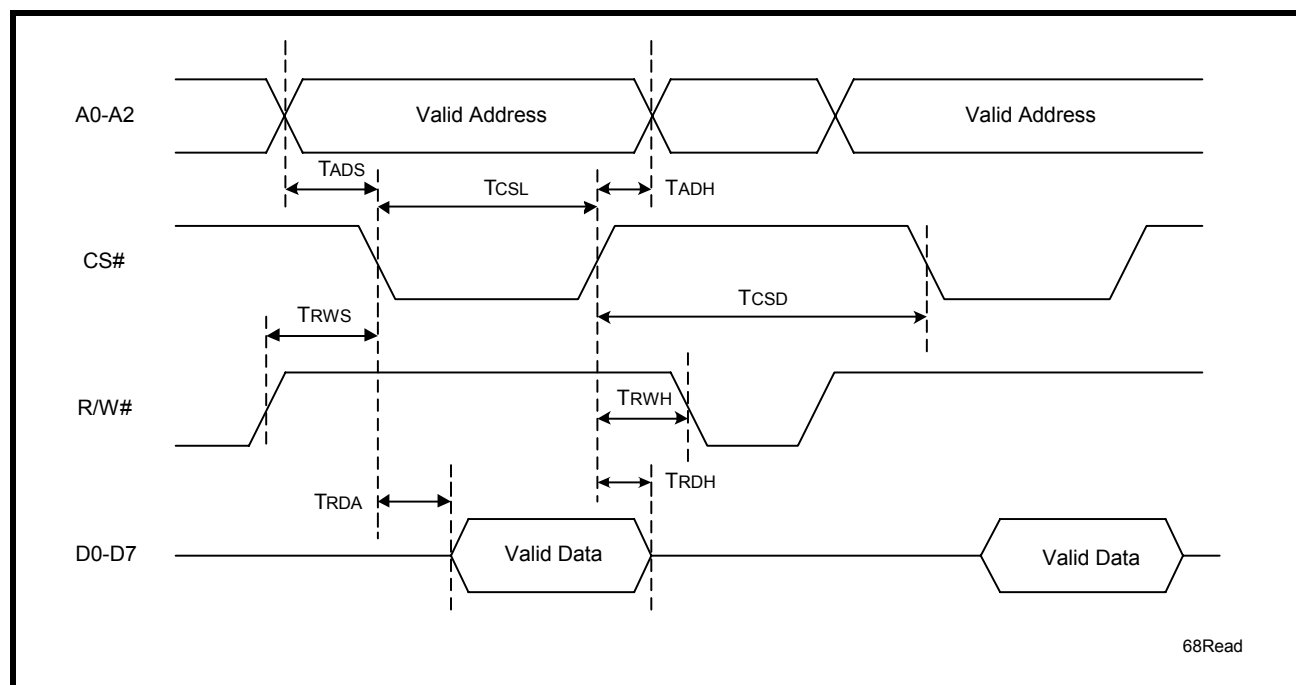 A0-A2
Valid Address
Valid Address
TADS
TCSL
TADH
CS#
TCSD
TRWS
R/W#
TRWH
TRDA
TRDH
D0-D7
Valid Data
Valid Data
68Read